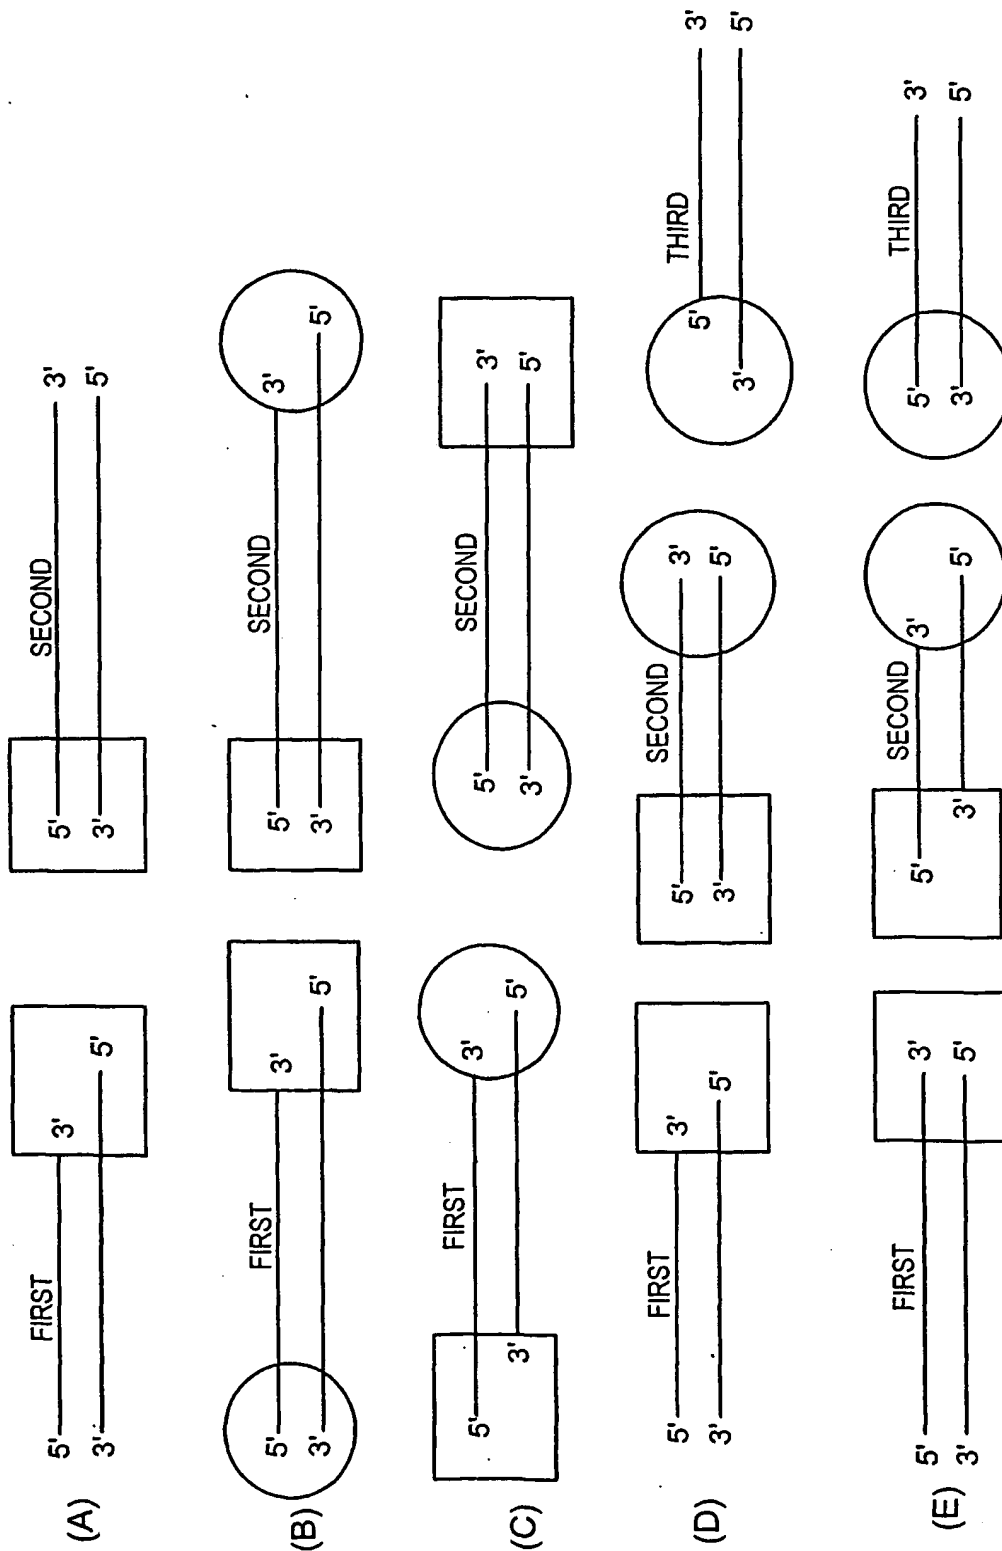 (A)
FIRST
SECOND
5' 3' 5' 3'
3' 5' 3' 5'
(B)
FIRST
SECOND
5' 3' 5' 3'
3' 5' 3' 5'
(C)
FIRST
SECOND
5' 3' 5' 3'
3' 5' 3' 5'
(D)
FIRST
SECOND
THIRD
5' 3' 5' 3' 5' 3'
3' 5' 3' 5' 3' 5'
(E)
FIRST
SECOND
THIRD
5' 3' 5' 3' 5' 3'
3' 5' 3' 5' 3' 5'